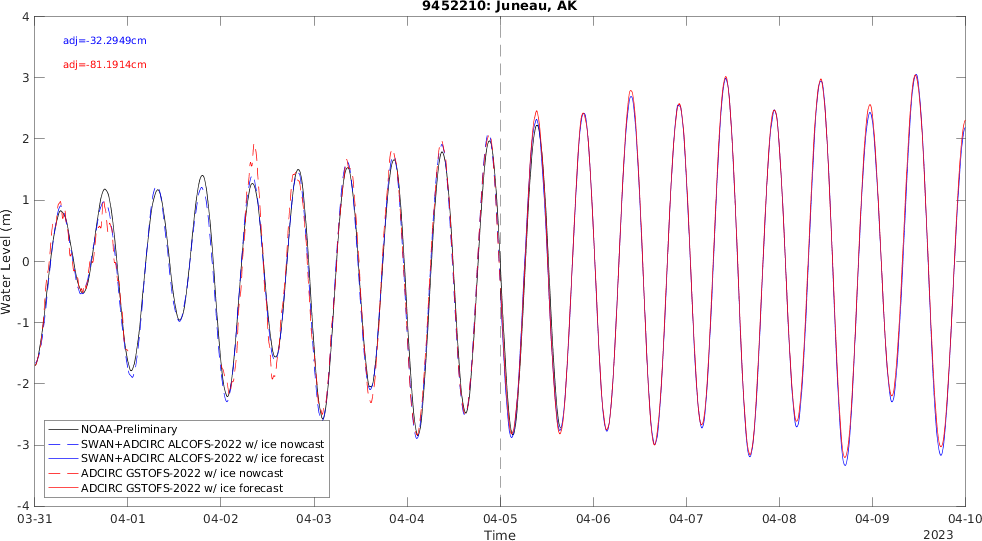 9452210: Juneau, AK
adj=-32.2949cm
adj=-81.1914cm
Water Level (m)
4
3
2
1
0
-1
-2
-3
-4
NOAA-Preliminary
SWAN+ADCIRC ALCOFS-2022 w/ ice nowcast
SWAN+ADCIRC ALCOFS-2022 w/ ice forecast
ADCIRC GSTOFS-2022 w/ ice nowcast
ADCIRC GSTOFS-2022 w/ ice forecast
03-31 04-01 04-02 04-03 04-04 04-05 04-06 04-07 04-08 04-09 04-10
Time
2023